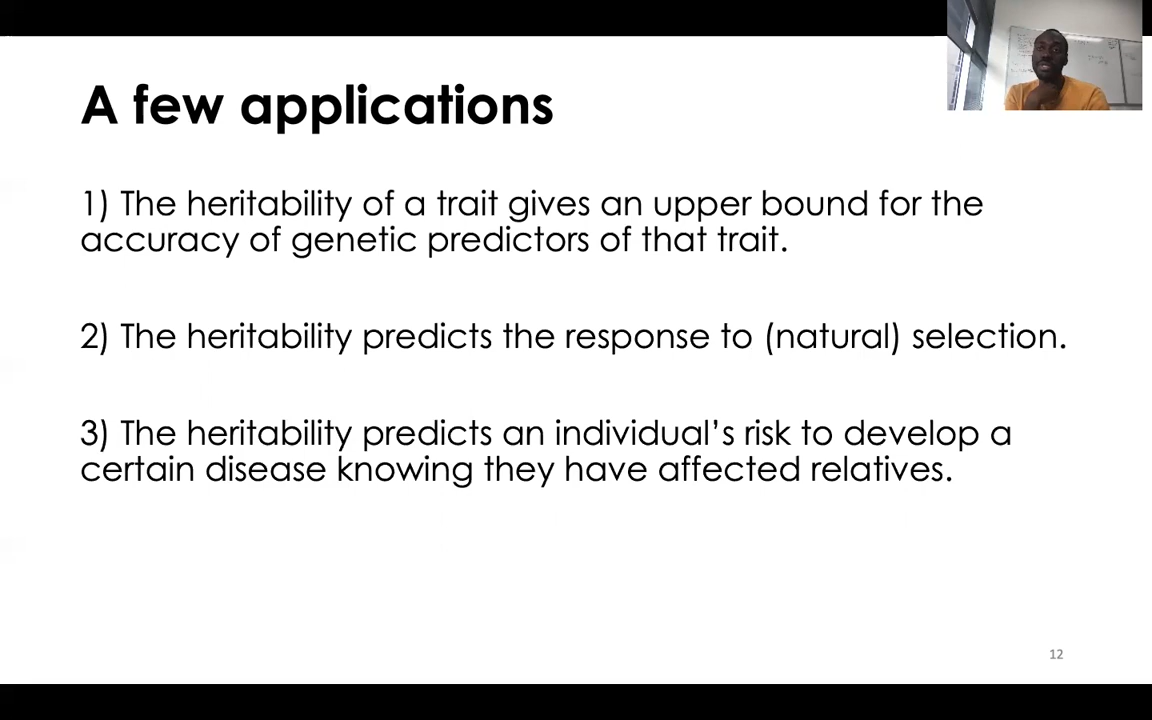 A few applications
1) The heritability of a trait gives an upper bound for the
accuracy of genetic predictors of that trait.
2) The heritability predicts the response to (natural) selection.
3) The heritability predicts an individual’s risk to develop a
certain disease knowing they have affected relatives.
12